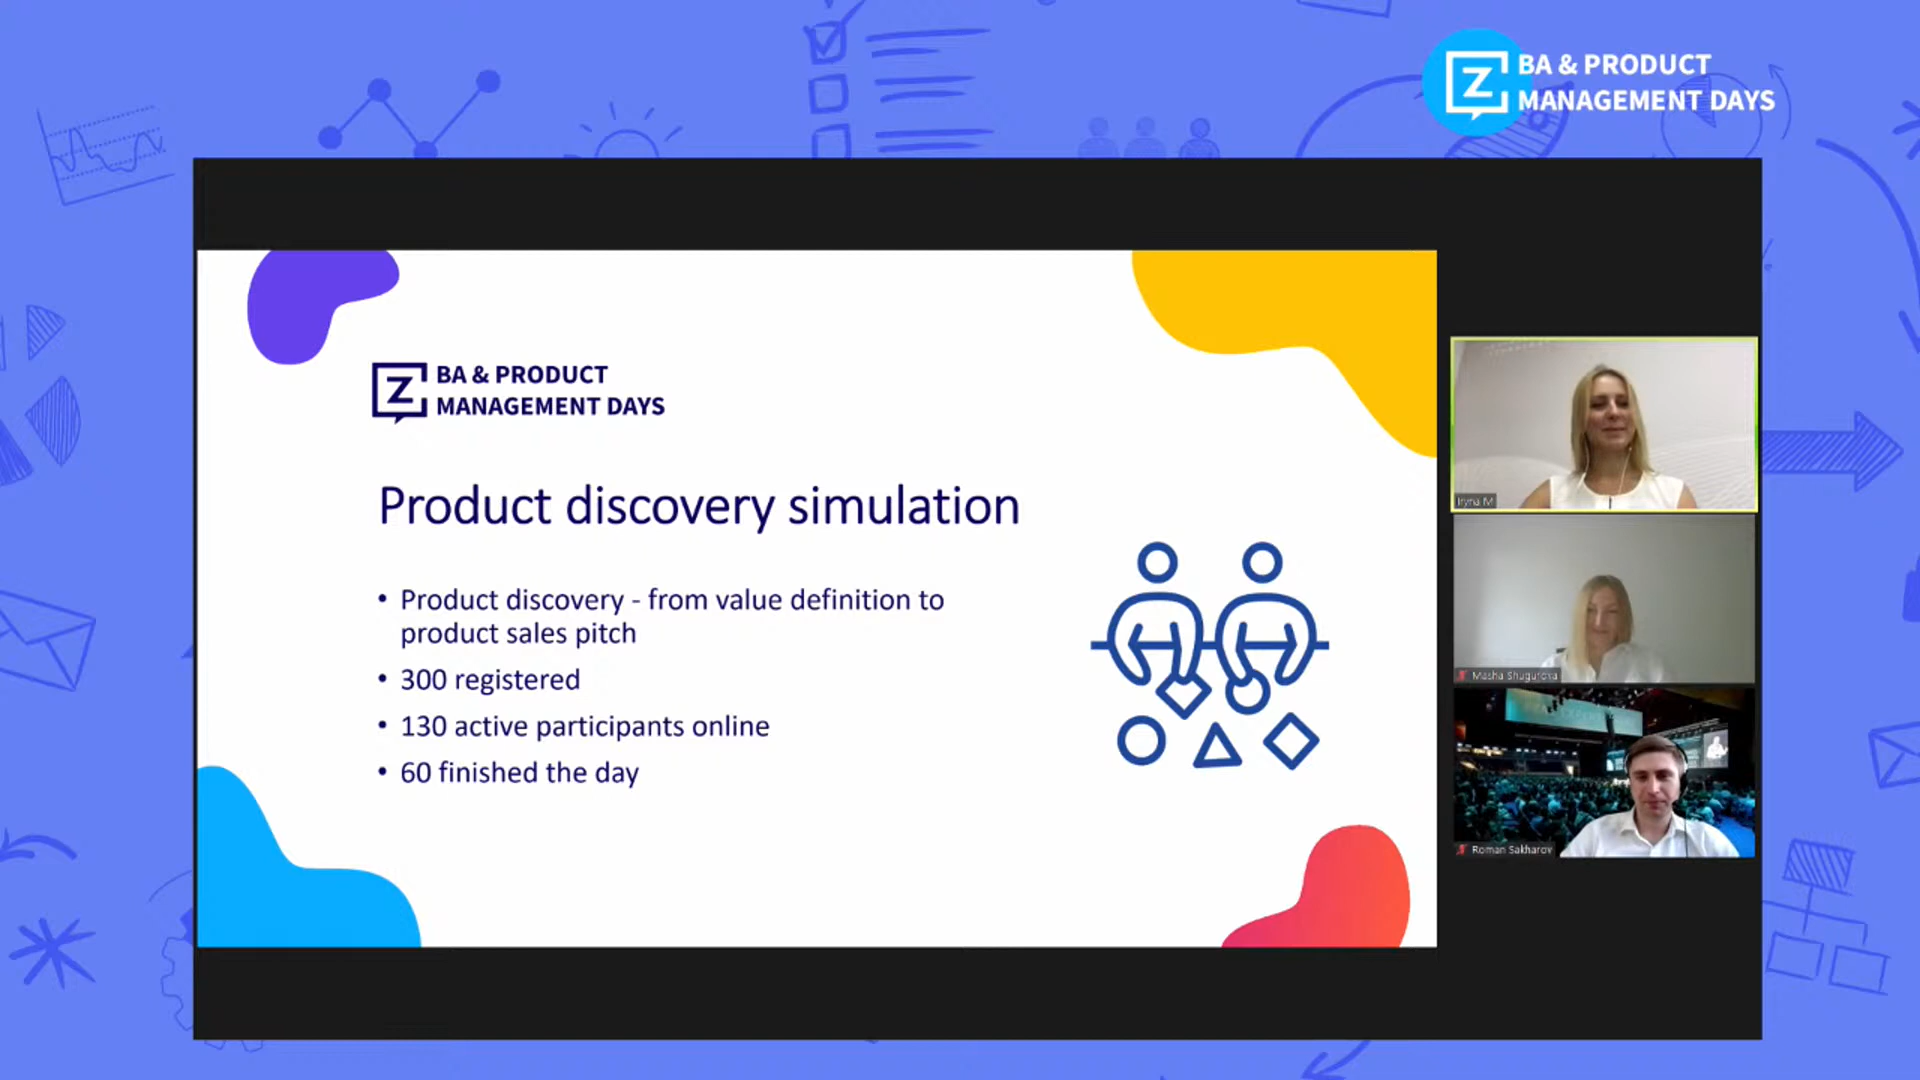 BA & PRODUCT
MANAGEMENT DAYS
Z
BA & PRODUCT
MANAGEMENT DAYS
Z
Product discovery simulation
• Product discovery - from value definition to
product sales pitch
• 300 registered
• 130 active participants online
• 60 finished the day
Iryna M
Masha Shugurova
Roman Sakharov